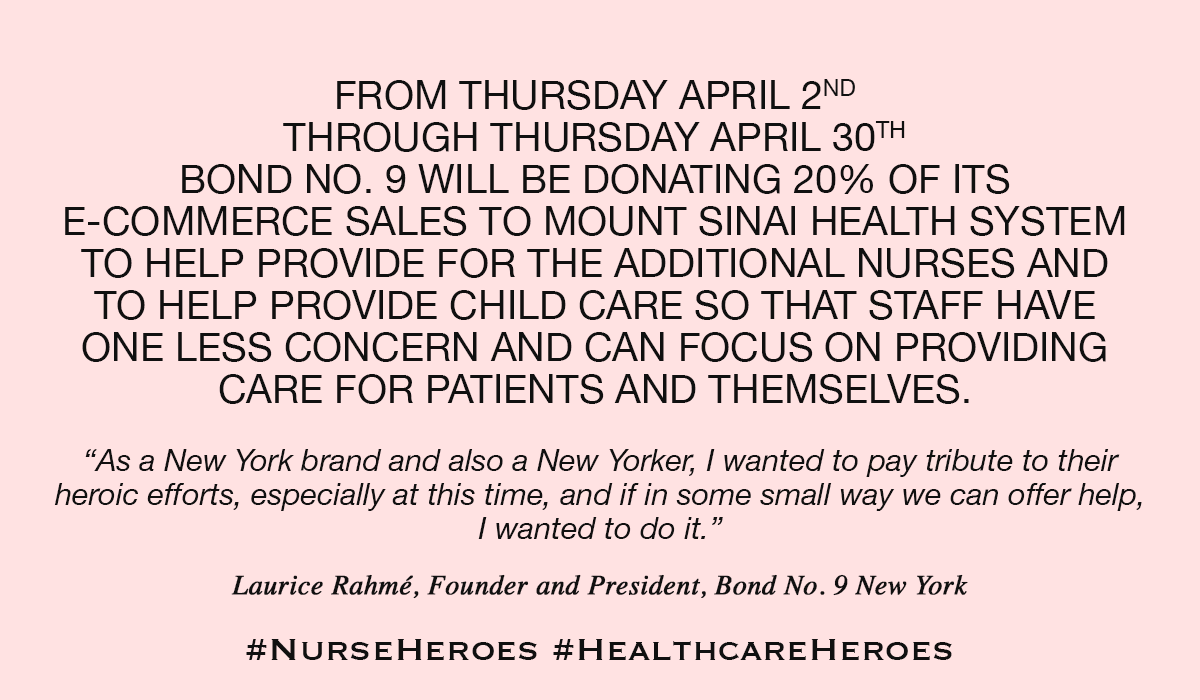 FROM THURSDAY APRIL 2ND
THROUGH THURSDAY APRIL 30TH
BOND NO. 9 WILL BE DONATING 20% OF ITS
E-COMMERCE SALES TO MOUNT SINAI HEALTH SYSTEM
TO HELP PROVIDE FOR THE ADDITIONAL NURSES AND
TO HELP PROVIDE CHILD CARE SO THAT STAFF HAVE
ONE LESS CONCERN AND CAN FOCUS ON PROVIDING
CARE FOR PATIENTS AND THEMSELVES.
“As a New York brand and also a New Yorker, I wanted to pay tribute to their
heroic efforts, especially at this time, and if in some small way we can offer help,
I wanted to do it.”
Laurice Rahmé, Founder and President, Bond No. 9 New York
#NurseHeroes #HealthcareHeroes